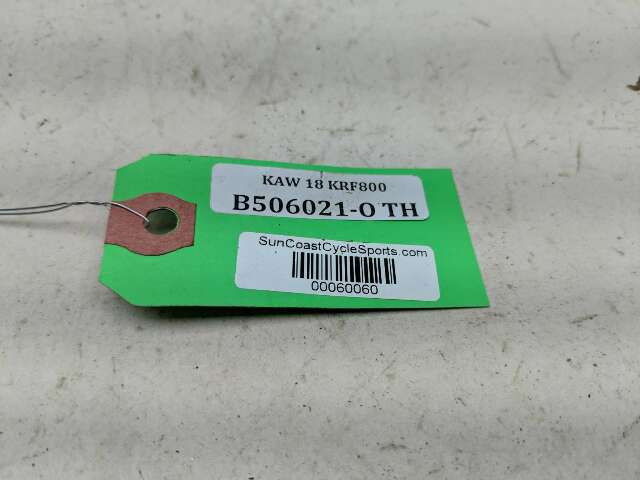 KAW 18 KRF800
B506021-O TH
SunCoastCycleSports.com
00060060